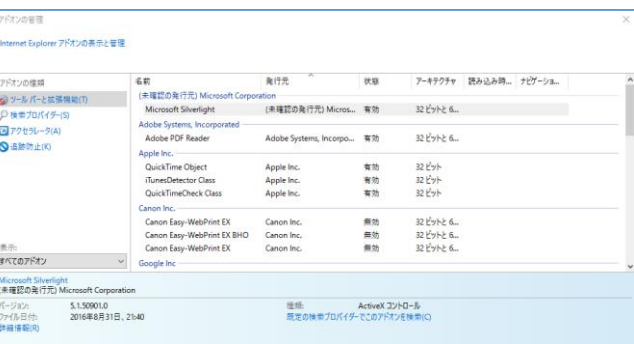 アドオンの管理
Internet Explorer アドオンの表示と管理
アドオンの種類
ツール バーと拡張機能(T)
検索プロバイダー(S)
アクセラレータ(A)
追跡防止(K)
表示:
すべてのアドオン
名前 発行元 状態 アーキテクチャ 読み込み時... ナビゲーショ...
(未確認の発行元) Microsoft Corporation
Microsoft Silverlight (未確認の発行元) Micros... 有効 32 ビットと 6...
Adobe Systems, Incorporated
Adobe PDF Reader Adobe Systems, Incorpo... 有効 32 ビットと 6...
Apple Inc.
QuickTime Object Apple Inc. 有効 32 ビット
iTunesDetector Class Apple Inc. 有効 32 ビット
QuickTimeCheck Class Apple Inc. 有効 32 ビット
Canon Inc.
Canon Easy-WebPrint EX Canon Inc. 無効 32 ビットと 6...
Canon Easy-WebPrint EX BHO Canon Inc. 無効 32 ビットと 6...
Canon Easy-WebPrint EX Canon Inc. 無効 32 ビットと 6...
Google Inc
Microsoft Silverlight
(未確認の発行元) Microsoft Corporation
バージョン: 5.1.50901.0
ファイル日付: 2016年8月31日、21:40
詳細情報(R)
種類: ActiveX コントロール
既定の検索プロバイダーでこのアドオンを検索(C)